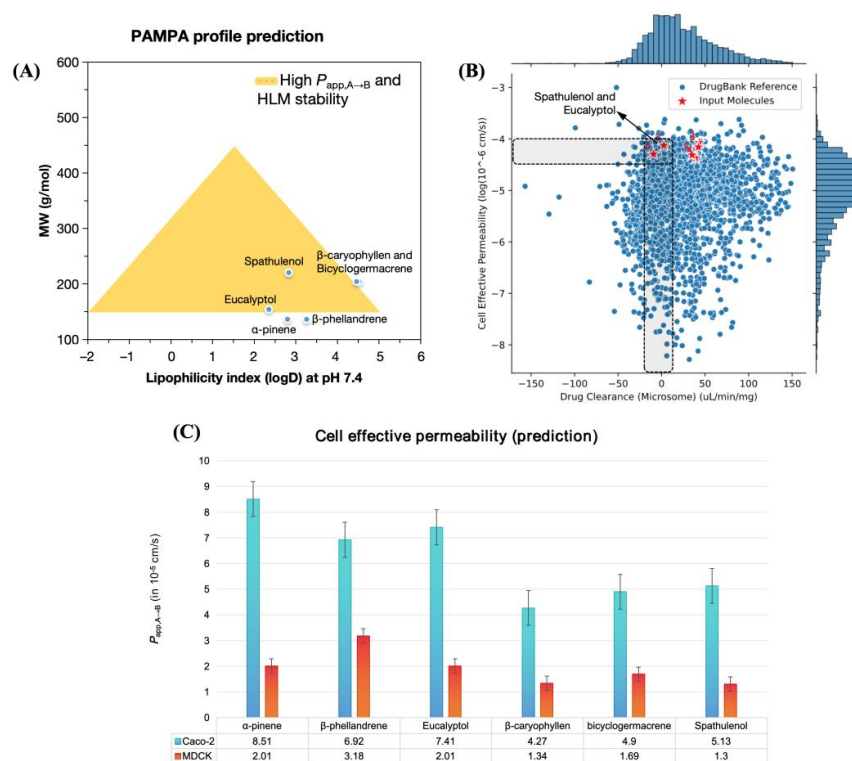 PAMPA profile prediction
(A)
High Papp,A→B and
HLM stability
MW (g/mol)
600
500
400
300
200
100
Spathulenol
β-caryophyllen and
Bicyclogermacrene
Eucalyptol
α-pinene
β-phellandrene
−2 −1 0 1 2 3 4 5 6
Lipophilicity index (logD) at pH 7.4
(B)
DrugBank Reference
Input Molecules
Spathulenol and
Eucalyptol
Cell Effective Permeability (log(10^-6 cm/s))
−3
−4
−5
−6
−7
−8
−150 −100 −50 0 50 100 150
Drug Clearance (Microsome) (uL/min/mg)
(C)
Cell effective permeability (prediction)
Papp,A→B (in 10-5 cm/s)
10
9
8
7
6
5
4
3
2
1
0
α-pinene β-phellandrene Eucalyptol β-caryophyllen bicyclogermacrene Spathulenol
Caco-2 8.51 6.92 7.41 4.27 4.9 5.13
MDCK 2.01 3.18 2.01 1.34 1.69 1.3